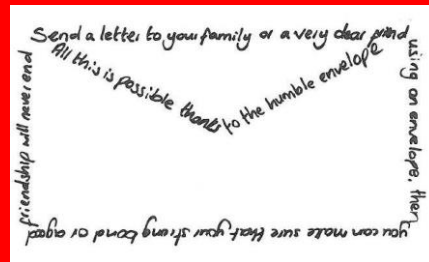 Send a letter to your family or a very dear friend
using an envelope, then
you can make sure that your strong bond or a good
friendship will never end
All this is possible thanks
to the humble envelope